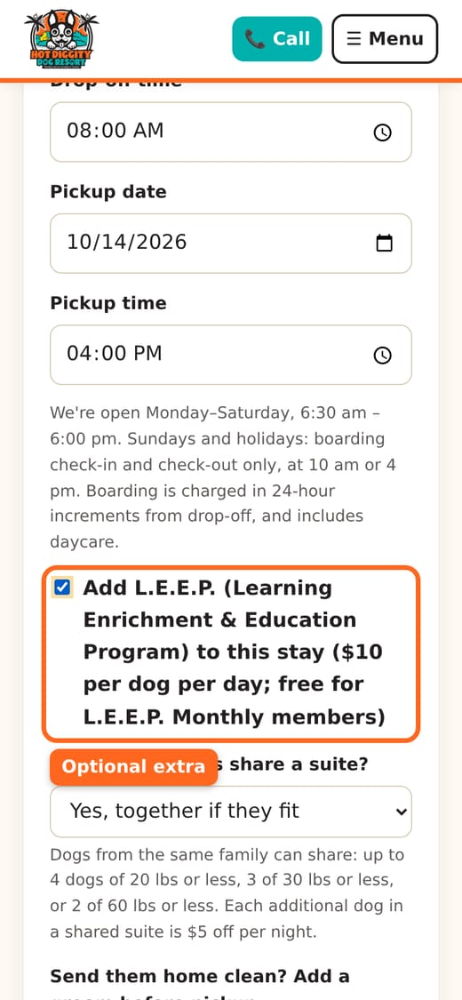 HOT DIGGITY
DOG RESORT
📞 Call
☰ Menu
Drop-off time
08:00 AM
Pickup date
10/14/2026
Pickup time
04:00 PM
We're open Monday–Saturday, 6:30 am –
6:00 pm. Sundays and holidays: boarding
check-in and check-out only, at 10 am or 4
pm. Boarding is charged in 24-hour
increments from drop-off, and includes
daycare.
Add L.E.E.P. (Learning
Enrichment & Education
Program) to this stay ($10
per dog per day; free for
L.E.E.P. Monthly members)
Optional extra
share a suite?
Yes, together if they fit
Dogs from the same family can share: up to
4 dogs of 20 lbs or less, 3 of 30 lbs or less,
or 2 of 60 lbs or less. Each additional dog in
a shared suite is $5 off per night.
Send them home clean? Add a